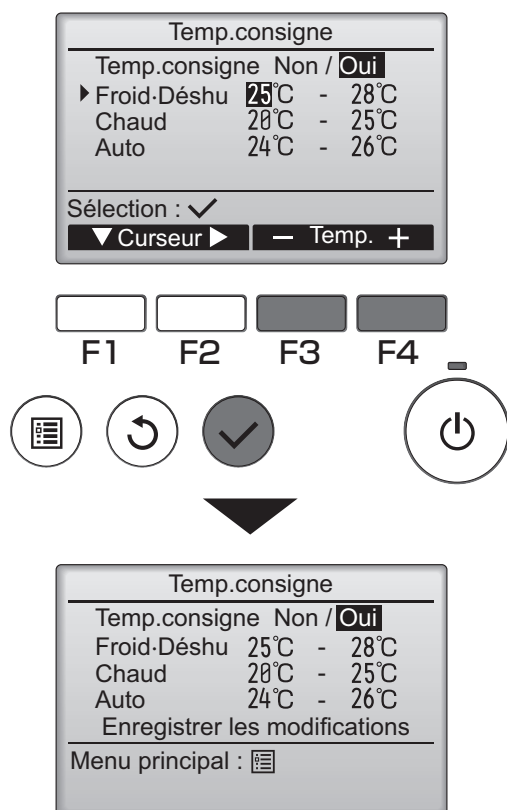 Temp.consigne
Temp.consigne Non / Oui
Froid·Déshu 25°C - 28°C
Chaud 20°C - 25°C
Auto 24°C - 26°C
Sélection : ✓
▼ Curseur ▶ − Temp. +
F1 F2 F3 F4
Temp.consigne
Temp.consigne Non / Oui
Froid·Déshu 25°C - 28°C
Chaud 20°C - 25°C
Auto 24°C - 26°C
Enregistrer les modifications
Menu principal :